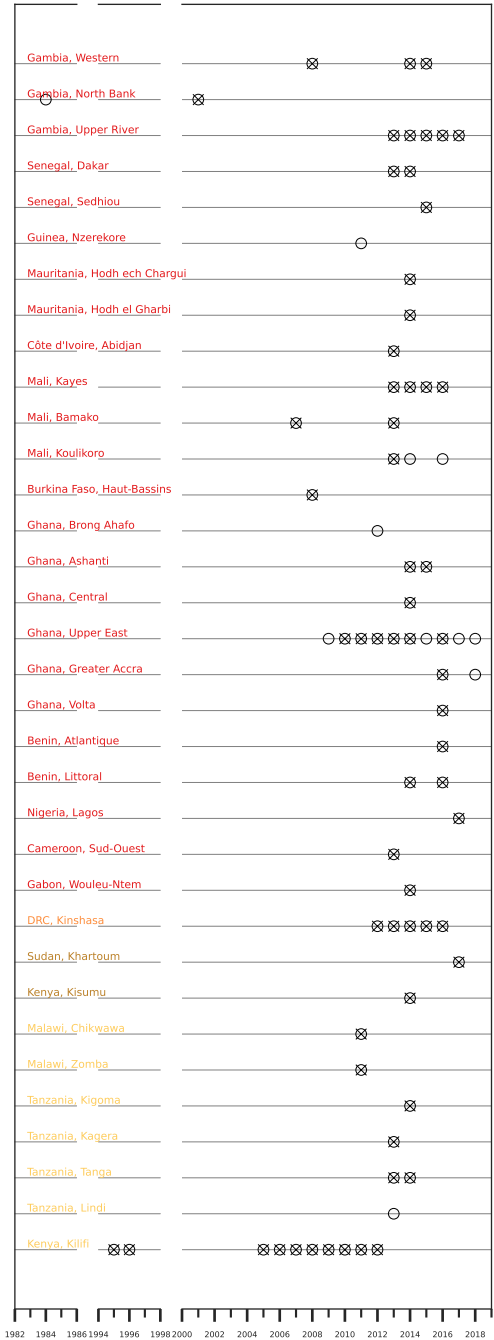 Gambia, Western
Gambia, North Bank
Gambia, Upper River
Senegal, Dakar
Senegal, Sedhiou
Guinea, Nzerekore
Mauritania, Hodh ech Chargui
Mauritania, Hodh el Gharbi
Côte d'Ivoire, Abidjan
Mali, Kayes
Mali, Bamako
Mali, Koulikoro
Burkina Faso, Haut-Bassins
Ghana, Brong Ahafo
Ghana, Ashanti
Ghana, Central
Ghana, Upper East
Ghana, Greater Accra
Ghana, Volta
Benin, Atlantique
Benin, Littoral
Nigeria, Lagos
Cameroon, Sud-Ouest
Gabon, Wouleu-Ntem
DRC, Kinshasa
Sudan, Khartoum
Kenya, Kisumu
Malawi, Chikwawa
Malawi, Zomba
Tanzania, Kigoma
Tanzania, Kagera
Tanzania, Tanga
Tanzania, Lindi
Kenya, Kilifi
1982 1984 1986 1994 1996 1998 2000 2002 2004 2006 2008 2010 2012 2014 2016 2018